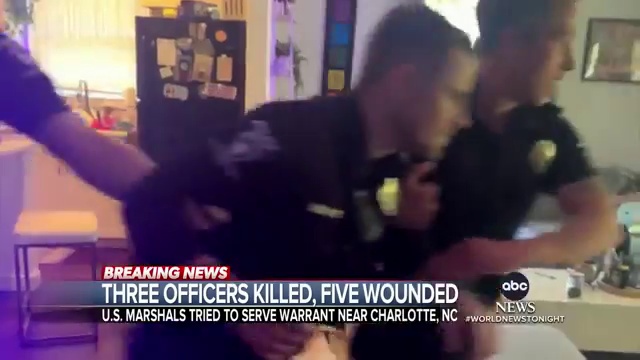 BREAKING NEWS
THREE OFFICERS KILLED, FIVE WOUNDED
U.S. MARSHALS TRIED TO SERVE WARRANT NEAR CHARLOTTE, NC
abc
NEWS
#WORLDNEWSTONIGHT